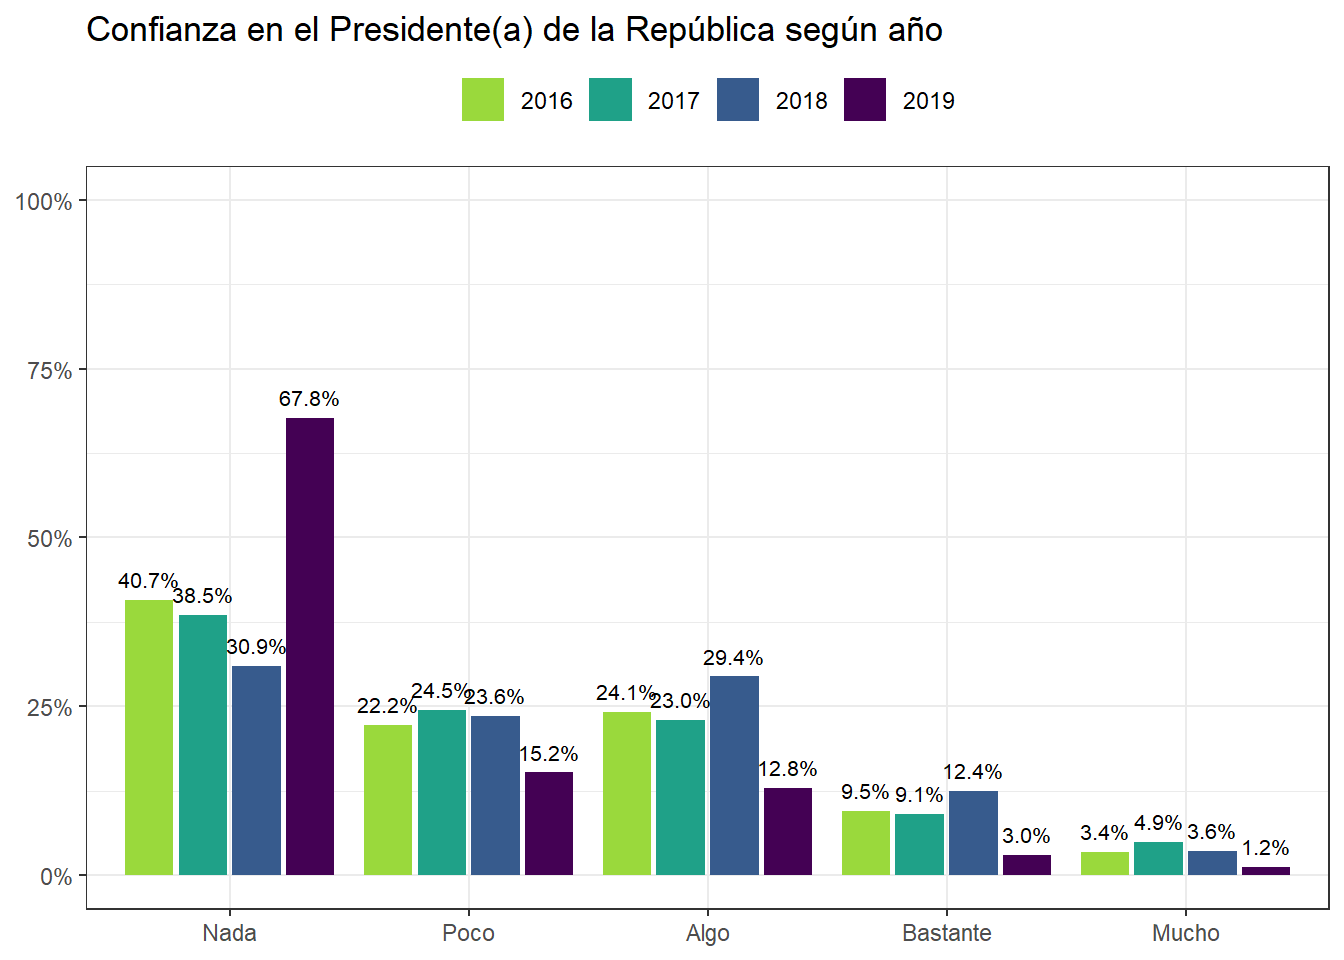 Confianza en el Presidente(a) de la República según año
2016 2017 2018 2019
100%
75%
50%
25%
0%
40.7% 38.5% 30.9% 67.8%
22.2% 24.5% 23.6% 15.2%
24.1% 23.0% 29.4% 12.8%
9.5% 9.1% 12.4% 3.0%
3.4% 4.9% 3.6% 1.2%
Nada Poco Algo Bastante Mucho